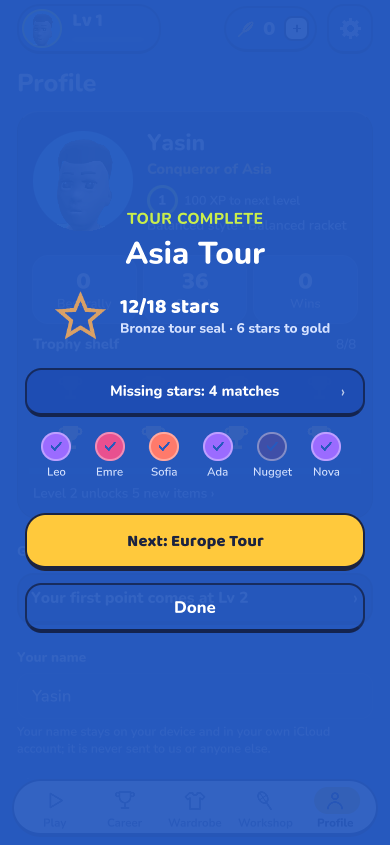 Lv 1
0
Profile
Yasin
Conqueror of Asia
1
100 XP to next level
TOUR COMPLETE
balanced racket
Asia Tour
0
36
0
12/18 stars
Wins
Bronze tour seal · 6 stars to gold
Trophy shelf
8/8
Missing stars: 4 matches ›
Leo
Emre
Sofia
Ada
Nugget
Nova
Level 2 unlocks 5 new items ›
Next: Europe Tour
Your first point comes at Lv 2 ›
Done
Your name
Yasin
Your name stays on your device and in your own iCloud
account; it is never sent to us or anyone else.
Play
Career
Wardrobe
Workshop
Profile